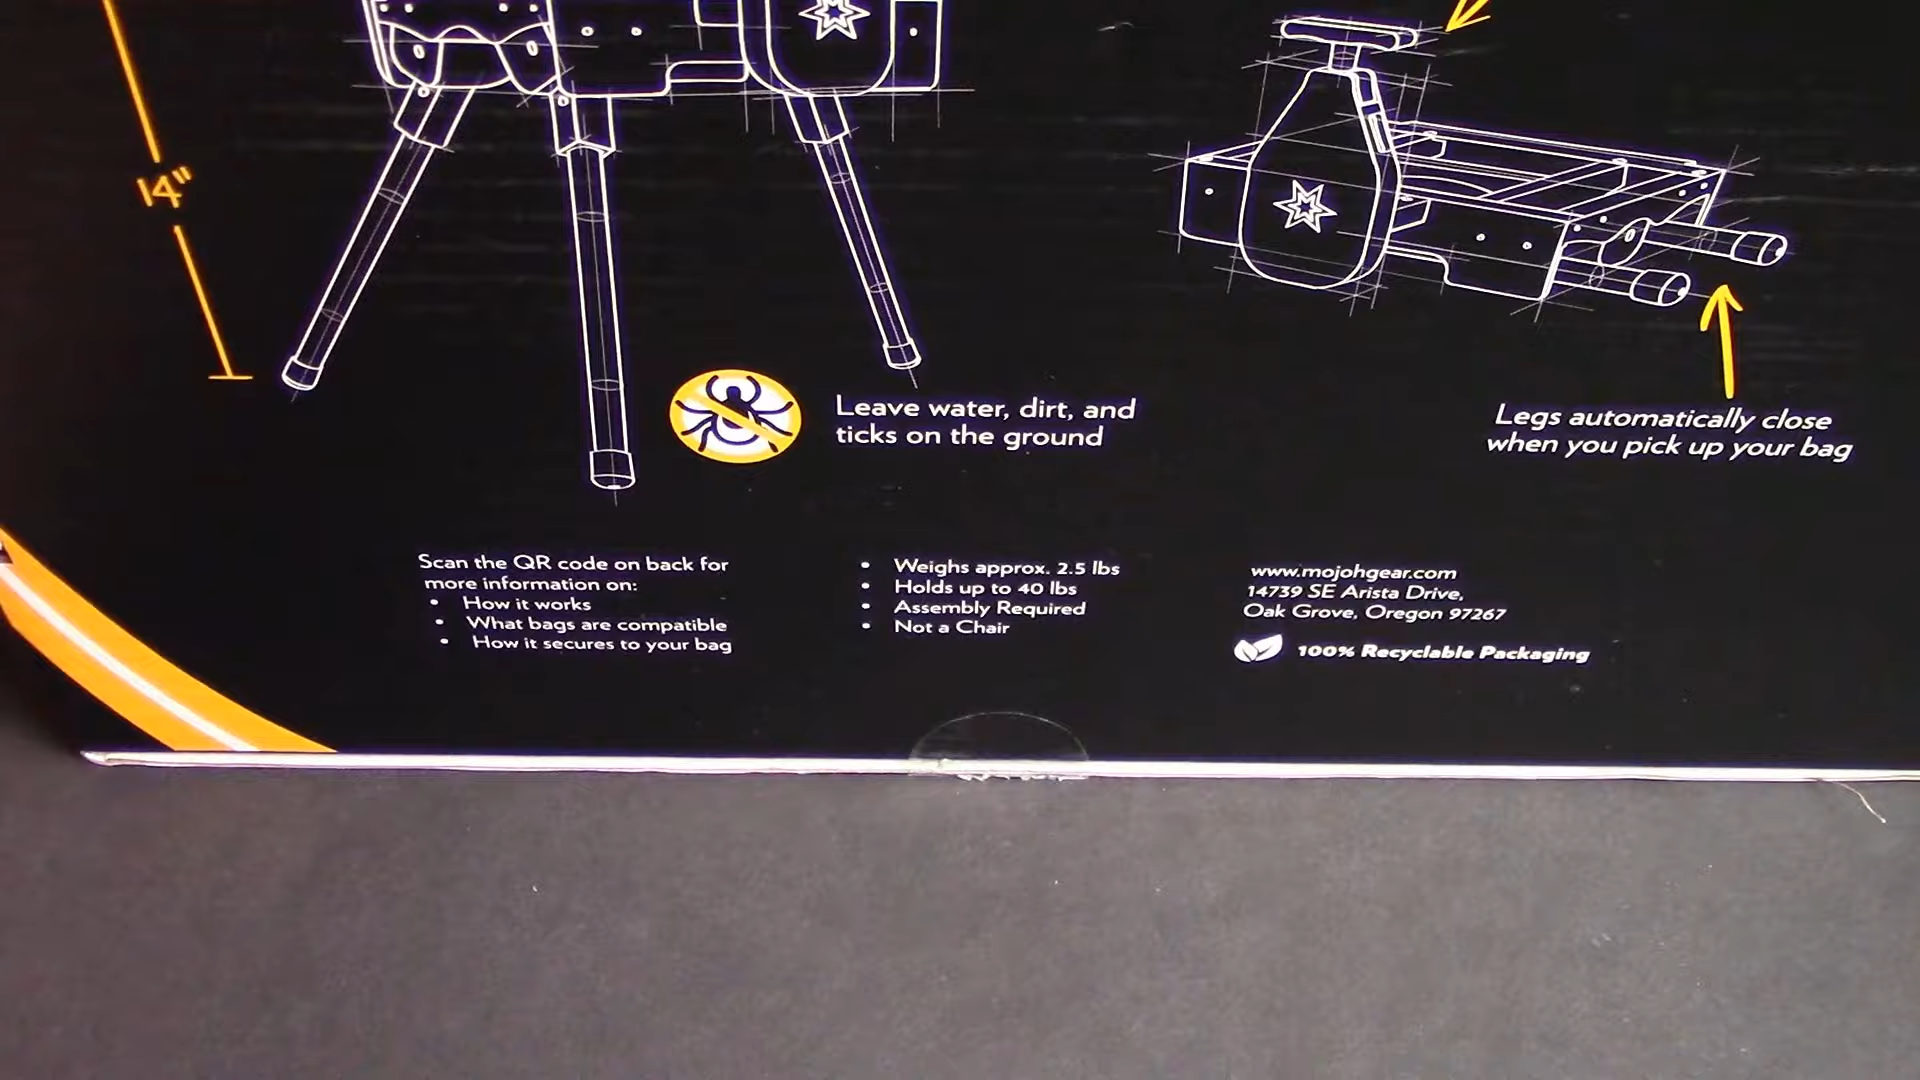 14"
Leave water, dirt, and
ticks on the ground
Legs automatically close
when you pick up your bag
Scan the QR code on back for
more information on:
• How it works
• What bags are compatible
• How it secures to your bag
• Weighs approx. 2.5 lbs
• Holds up to 40 lbs
• Assembly Required
• Not a Chair
www.mojohgear.com
14739 SE Arista Drive,
Oak Grove, Oregon 97267
100% Recyclable Packaging